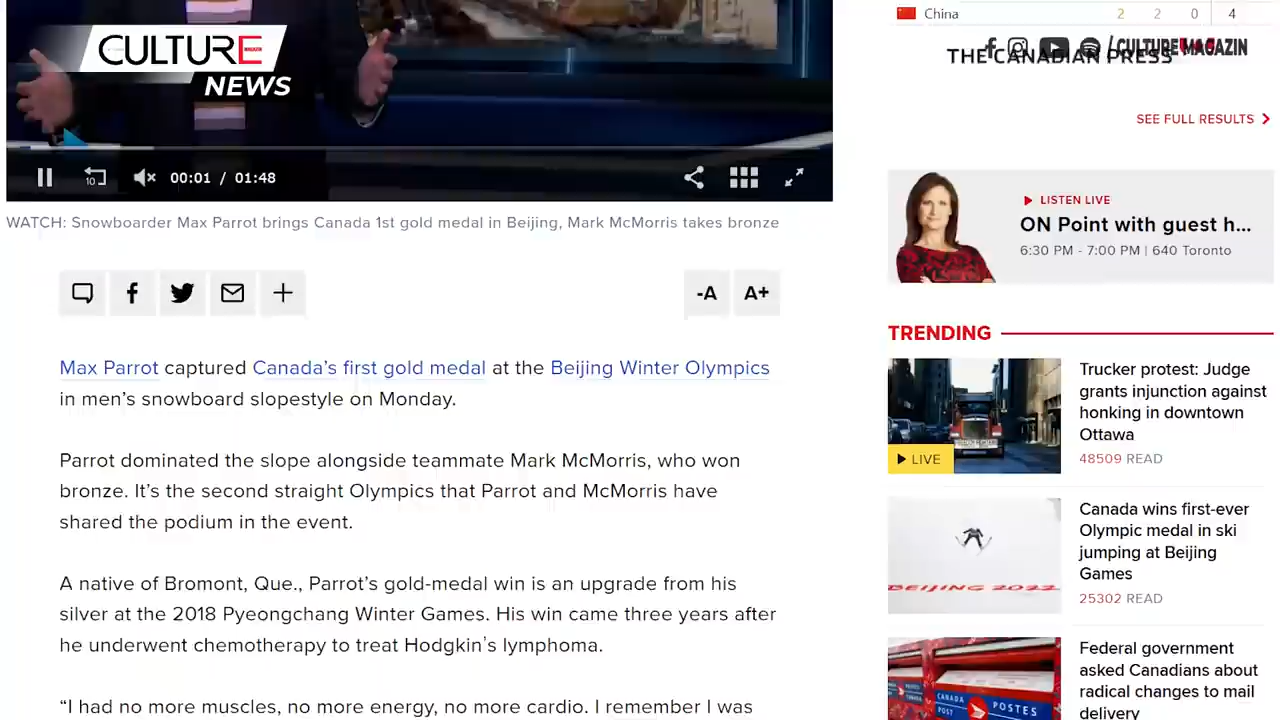 China 2 2 0 4
/CULTURE MAGAZIN
THE CANADIAN PRESS
CULTURE
NEWS
SEE FULL RESULTS
10 00:01 / 01:48
WATCH: Snowboarder Max Parrot brings Canada 1st gold medal in Beijing, Mark McMorris takes bronze
LISTEN LIVE
ON Point with guest h...
6:30 PM - 7:00 PM | 640 Toronto
-A A+
Max Parrot captured Canada's first gold medal at the Beijing Winter Olympics
in men's snowboard slopestyle on Monday.
Parrot dominated the slope alongside teammate Mark McMorris, who won
bronze. It's the second straight Olympics that Parrot and McMorris have
shared the podium in the event.
A native of Bromont, Que., Parrot's gold-medal win is an upgrade from his
silver at the 2018 Pyeongchang Winter Games. His win came three years after
he underwent chemotherapy to treat Hodgkin's lymphoma.
“I had no more muscles, no more energy, no more cardio. I remember I was
TRENDING
Trucker protest: Judge
grants injunction against
honking in downtown
Ottawa
LIVE
48509 READ
Canada wins first-ever
Olympic medal in ski
jumping at Beijing
Games
BEIJING 2022
25302 READ
Federal government
asked Canadians about
radical changes to mail
delivery
CANADA
POST
POSTES